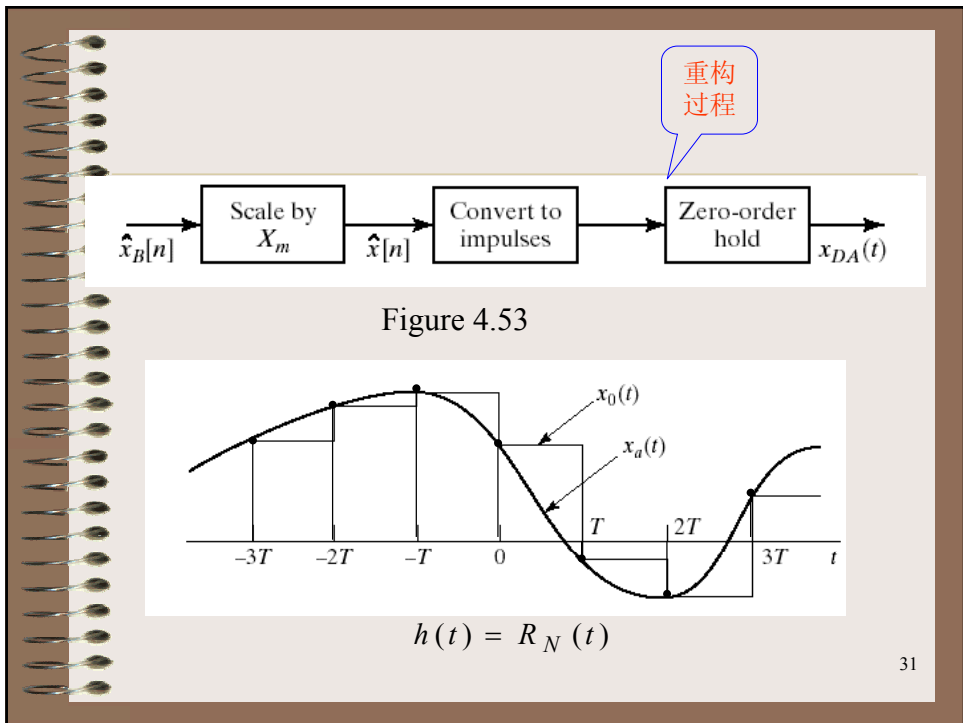 重构
过程
Scale by
X_m
Convert to
impulses
Zero-order
hold
x̂_B[n]
x̂[n]
x_DA(t)
Figure 4.53
x_0(t)
x_a(t)
T
2T
–3T
–2T
–T
0
3T
t
h(t) = R_N(t)
31